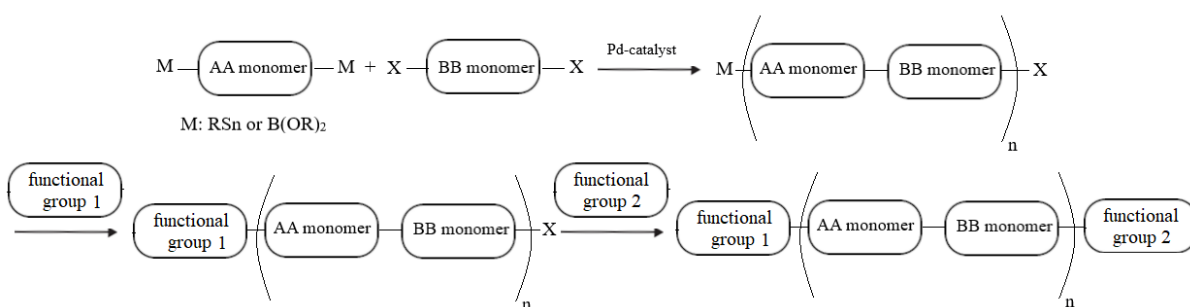 M AA monomer M + X BB monomer X Pd-catalyst M AA monomer BB monomer X
n
M: RSn or B(OR)₂
functional
group 1
functional
group 1
AA monomer BB monomer X
n
functional
group 2
functional
group 1
AA monomer BB monomer
n
functional
group 2